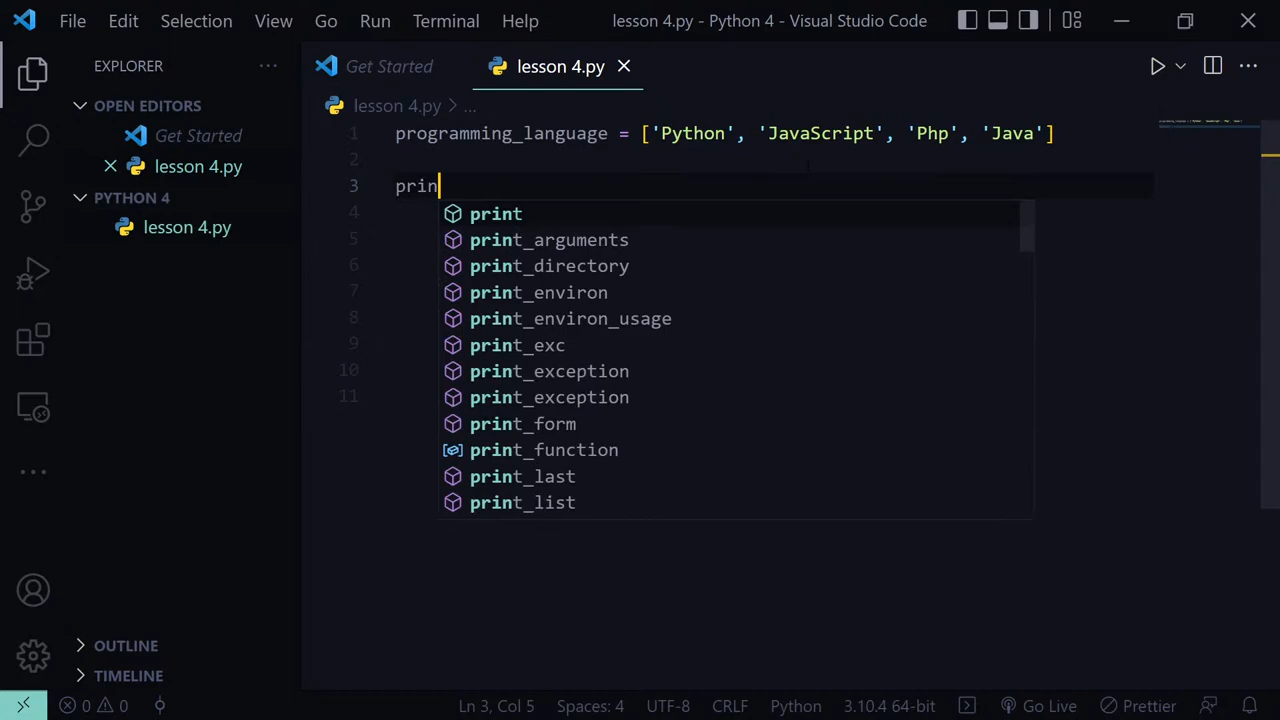 File Edit Selection View Go Run Terminal Help lesson 4.py - Python 4 - Visual Studio Code
EXPLORER
OPEN EDITORS
Get Started
lesson 4.py
PYTHON 4
lesson 4.py
OUTLINE
TIMELINE
Get Started lesson 4.py
lesson 4.py > ...
1 programming_language = ['Python', 'JavaScript', 'Php', 'Java']
2
3 prin
4 print
5 print_arguments
6 print_directory
7 print_environ
8 print_environ_usage
9 print_exc
10 print_exception
11 print_exception
print_form
print_function
print_last
print_list
0 0 Ln 3, Col 5 Spaces: 4 UTF-8 CRLF Python 3.10.4 64-bit Go Live Prettier